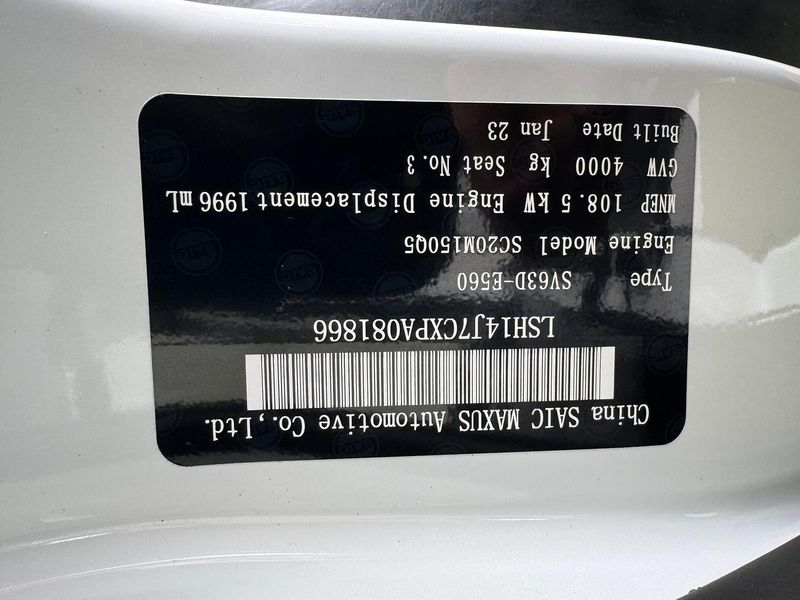 China SAIC MAXUS Automotive Co.,Ltd.
LSH14J7CXPA081866
Type SV63D-E560
Engine Model SC20M150Q5
MNEP 108.5 kW Engine Displacement 1996 mL
GVW 4000 kg Seat No.3
Built Date Jan 23